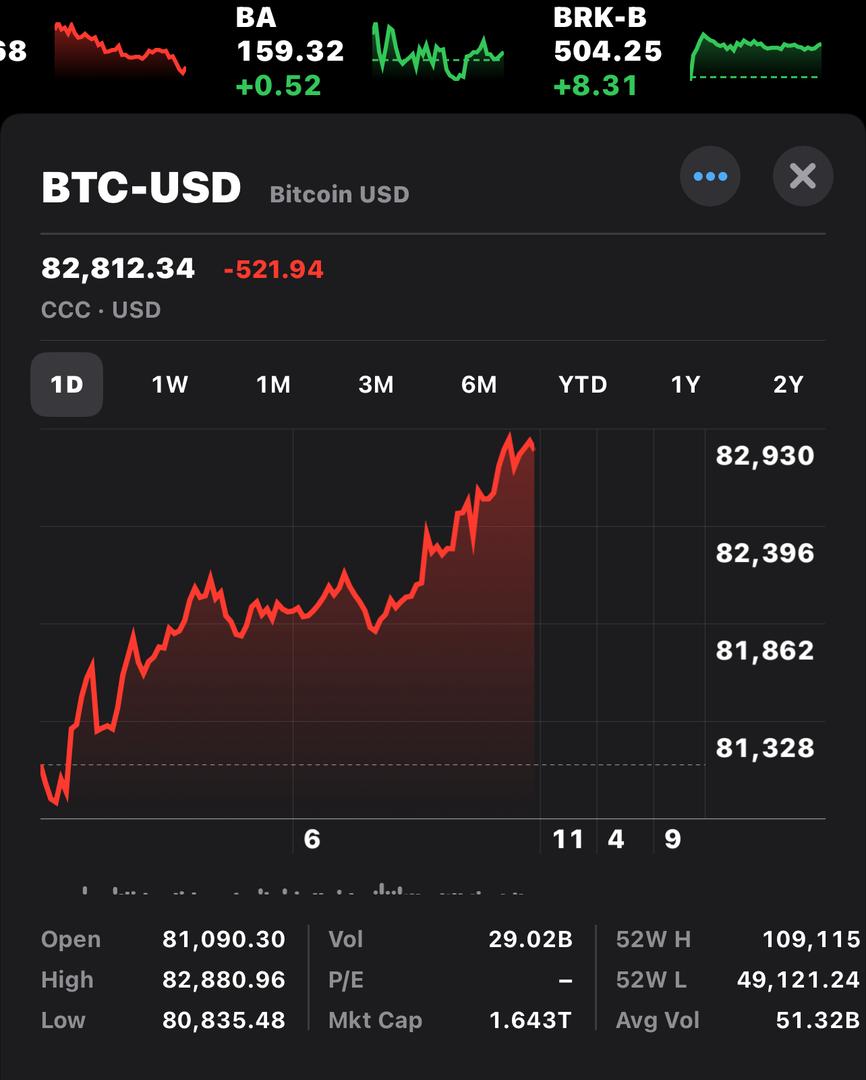 BA
BRK-B
68
159.32
504.25
+0.52
+8.31
BTC-USD Bitcoin USD
82,812.34 -521.94
CCC · USD
1D 1W 1M 3M 6M YTD 1Y 2Y
82,930
82,396
81,862
81,328
6 11 4 9
Open 81,090.30 Vol 29.02B 52W H 109,115
High 82,880.96 P/E – 52W L 49,121.24
Low 80,835.48 Mkt Cap 1.643T Avg Vol 51.32B